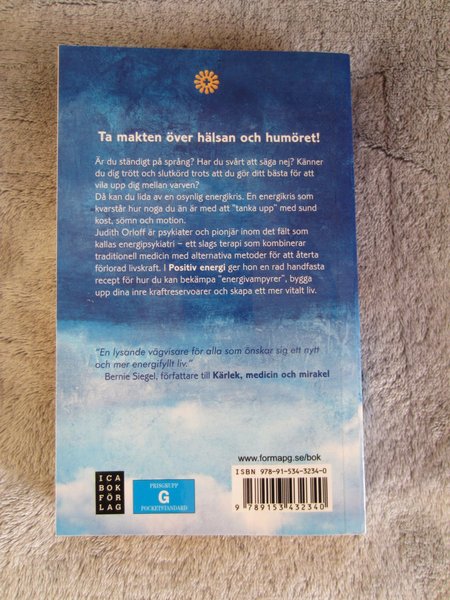 Ta makten över hälsan och humöret!
Är du ständigt på språng? Har du svårt att säga nej? Känner
du dig trött och slutkörd trots att du gör ditt bästa för att
vila upp dig mellan varven?
Då kan du lida av en osynlig energikris. En energikris som
kvarstår hur noga du än är med att "tanka upp" med sund
kost, sömn och motion.
Judith Orloff är psykiater och pionjär inom det fält som
kallas energipsykiatri – ett slags terapi som kombinerar
traditionell medicin med alternativa metoder för att återta
förlorad livskraft. I Positiv energi ger hon en rad handfasta
recept för hur du kan bekämpa "energivampyrer", bygga
upp dina inre kraftreservoarer och skapa ett mer vitalt liv.
"En lysande vägvisare för alla som önskar sig ett nytt
och mer energifyllt liv."
Bernie Siegel, författare till Kärlek, medicin och mirakel
www.formapg.se/bok
ISBN 978-91-534-3234-0
ICA
BOK
FÖR
LAG
PRISGRUPP
G
POCKETSTANDARD
9 789153 432340